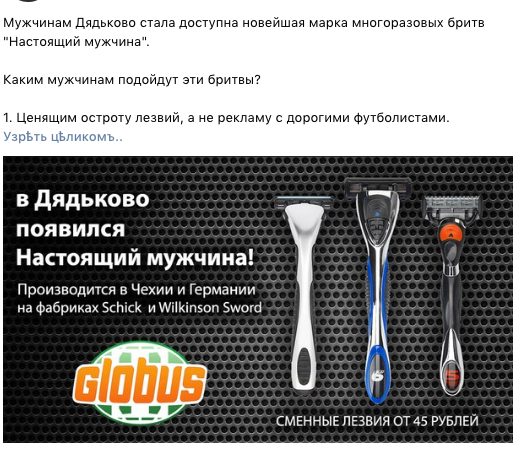 Мужчинам Дядьково стала доступна новейшая марка многоразовых бритв
"Настоящий мужчина".
Каким мужчинам подойдут эти бритвы?
1. Ценящим остроту лезвий, а не рекламу с дорогими футболистами.
Узрѣть цѣликомъ..
в Дядьково
появился
Настоящий мужчина!
Производится в Чехии и Германии
на фабриках Schick и Wilkinson Sword
Globus
6
5
СМЕННЫЕ ЛЕЗВИЯ ОТ 45 РУБЛЕЙ